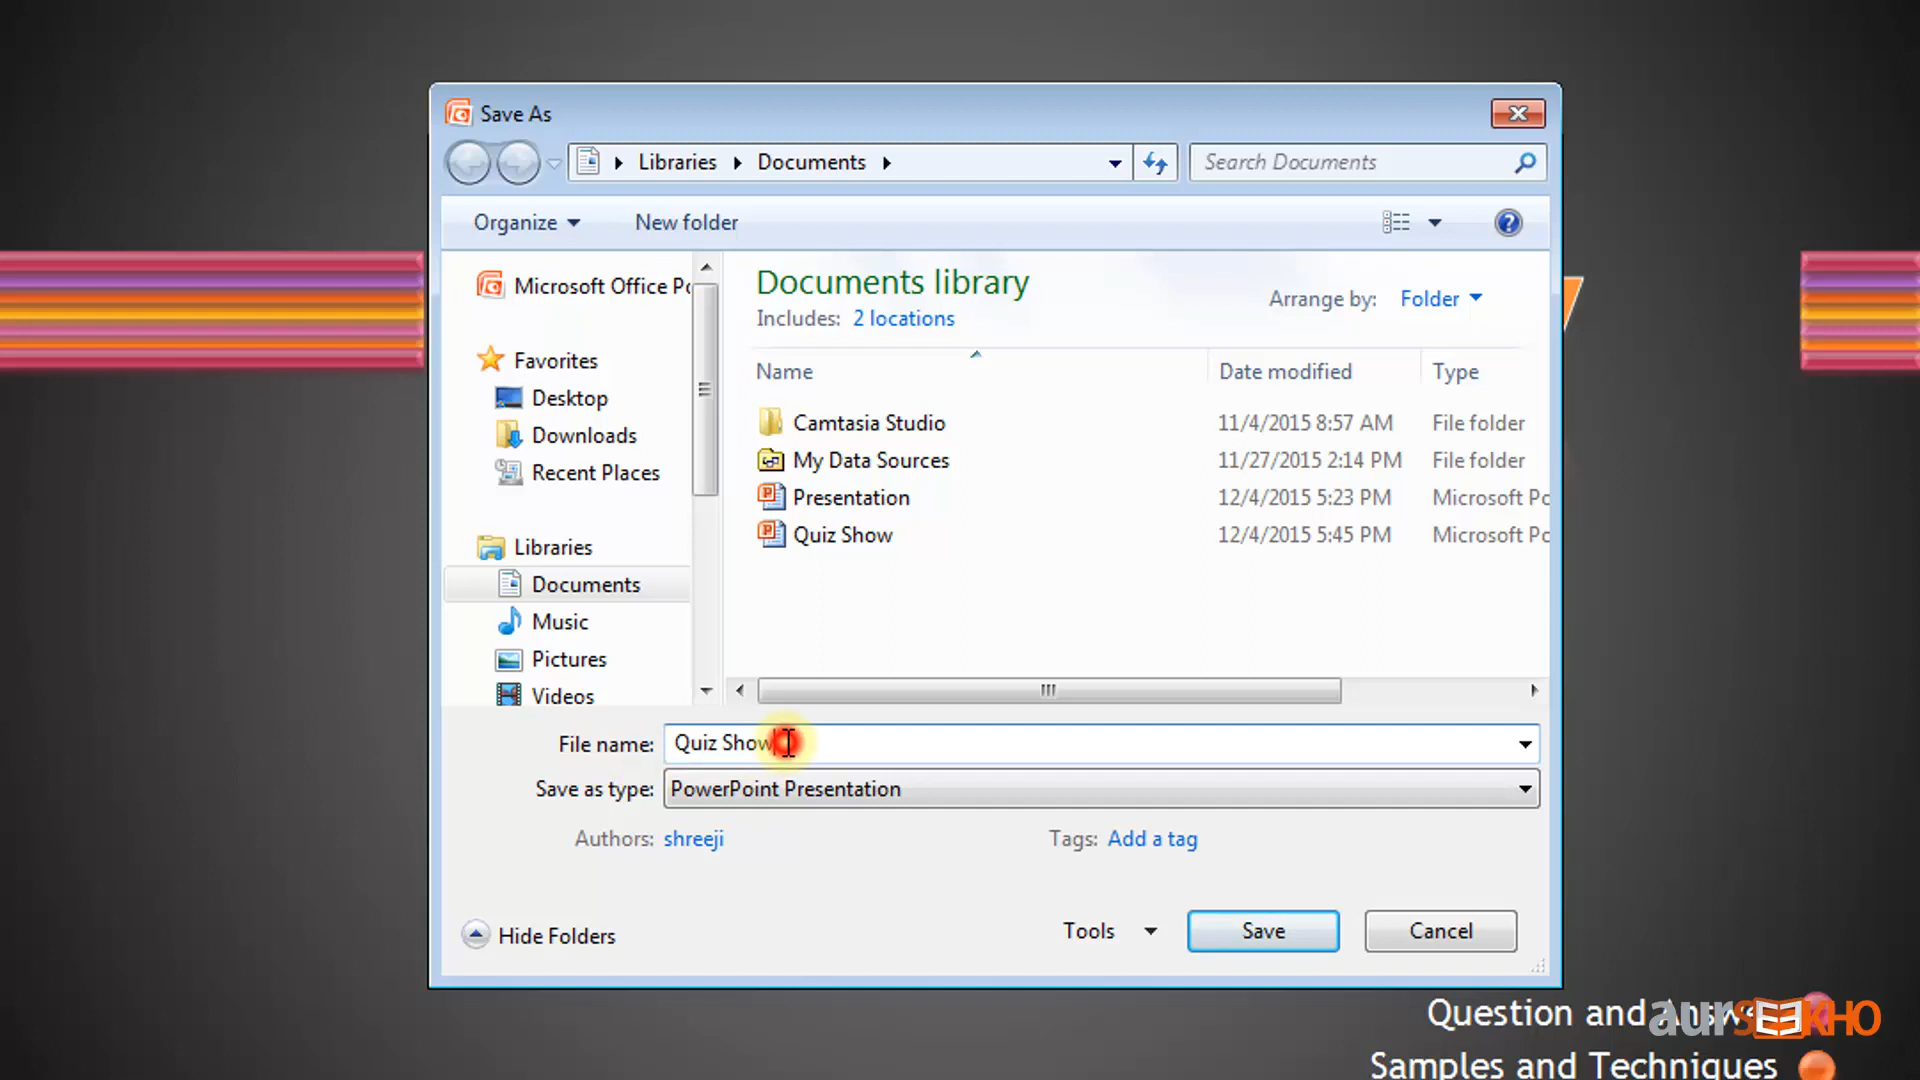 Save As
Libraries Documents
Search Documents
Organize New folder
Microsoft Office Po
Favorites
Desktop
Downloads
Recent Places
Libraries
Documents
Music
Pictures
Videos
Documents library
Includes: 2 locations
Arrange by: Folder
Name Date modified Type
Camtasia Studio 11/4/2015 8:57 AM File folder
My Data Sources 11/27/2015 2:14 PM File folder
Presentation 12/4/2015 5:23 PM Microsoft Po
Quiz Show 12/4/2015 5:45 PM Microsoft Po
File name: Quiz Show
Save as type: PowerPoint Presentation
Authors: shreeji Tags: Add a tag
Hide Folders Tools Save Cancel
Question and Answe
aurSEEKHO
Samples and Techniques